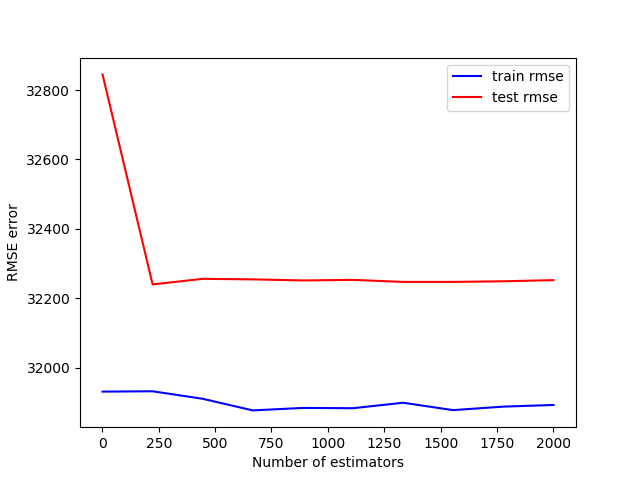 train rmse
test rmse
32800
32600
32400
32200
32000
RMSE error
0 250 500 750 1000 1250 1500 1750 2000
Number of estimators